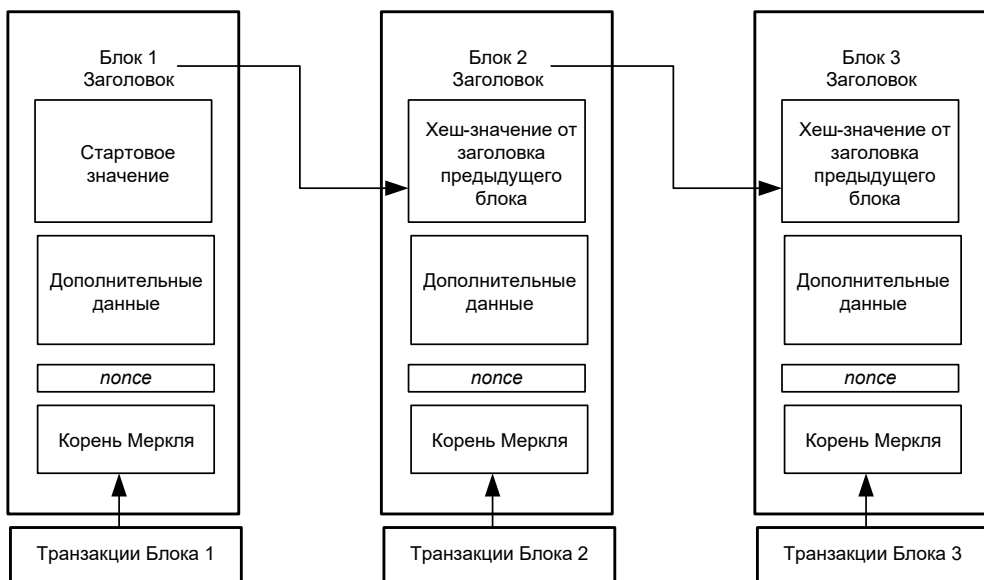 Блок 1
Заголовок
Стартовое
значение
Дополнительные
данные
nonce
Корень Меркля
Транзакции Блока 1
Блок 2
Заголовок
Хеш-значение от
заголовка
предыдущего
блока
Дополнительные
данные
nonce
Корень Меркля
Транзакции Блока 2
Блок 3
Заголовок
Хеш-значение от
заголовка
предыдущего
блока
Дополнительные
данные
nonce
Корень Меркля
Транзакции Блока 3